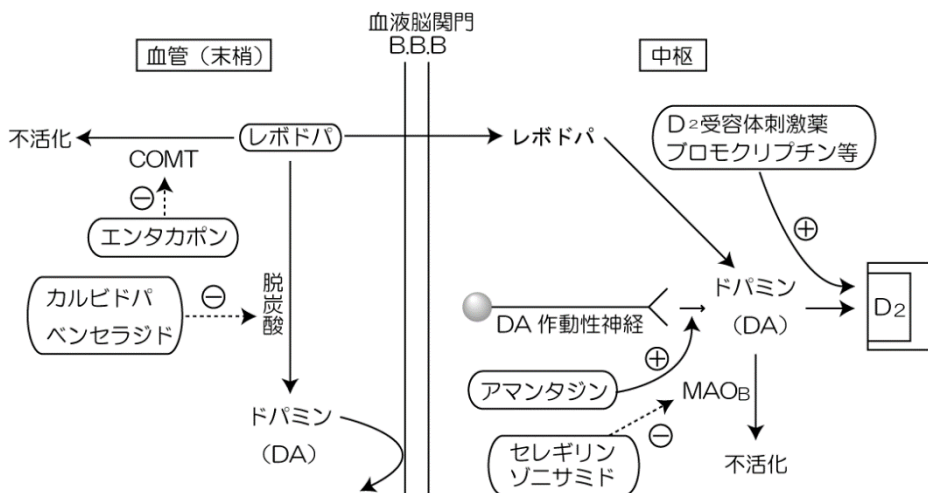 血液脳関門
B.B.B
血管（末梢）
中枢
不活化
レボドパ
レボドパ
D₂受容体刺激薬
ブロモクリプチン等
COMT
⊖
エンタカポン
⊕
カルビドパ
ベンセラジド
⊖
脱炭酸
DA 作動性神経
ドパミン
（DA）
D₂
⊕
アマンタジン
MAOB
ドパミン
（DA）
セレギリン
ゾニサミド
⊖
不活化